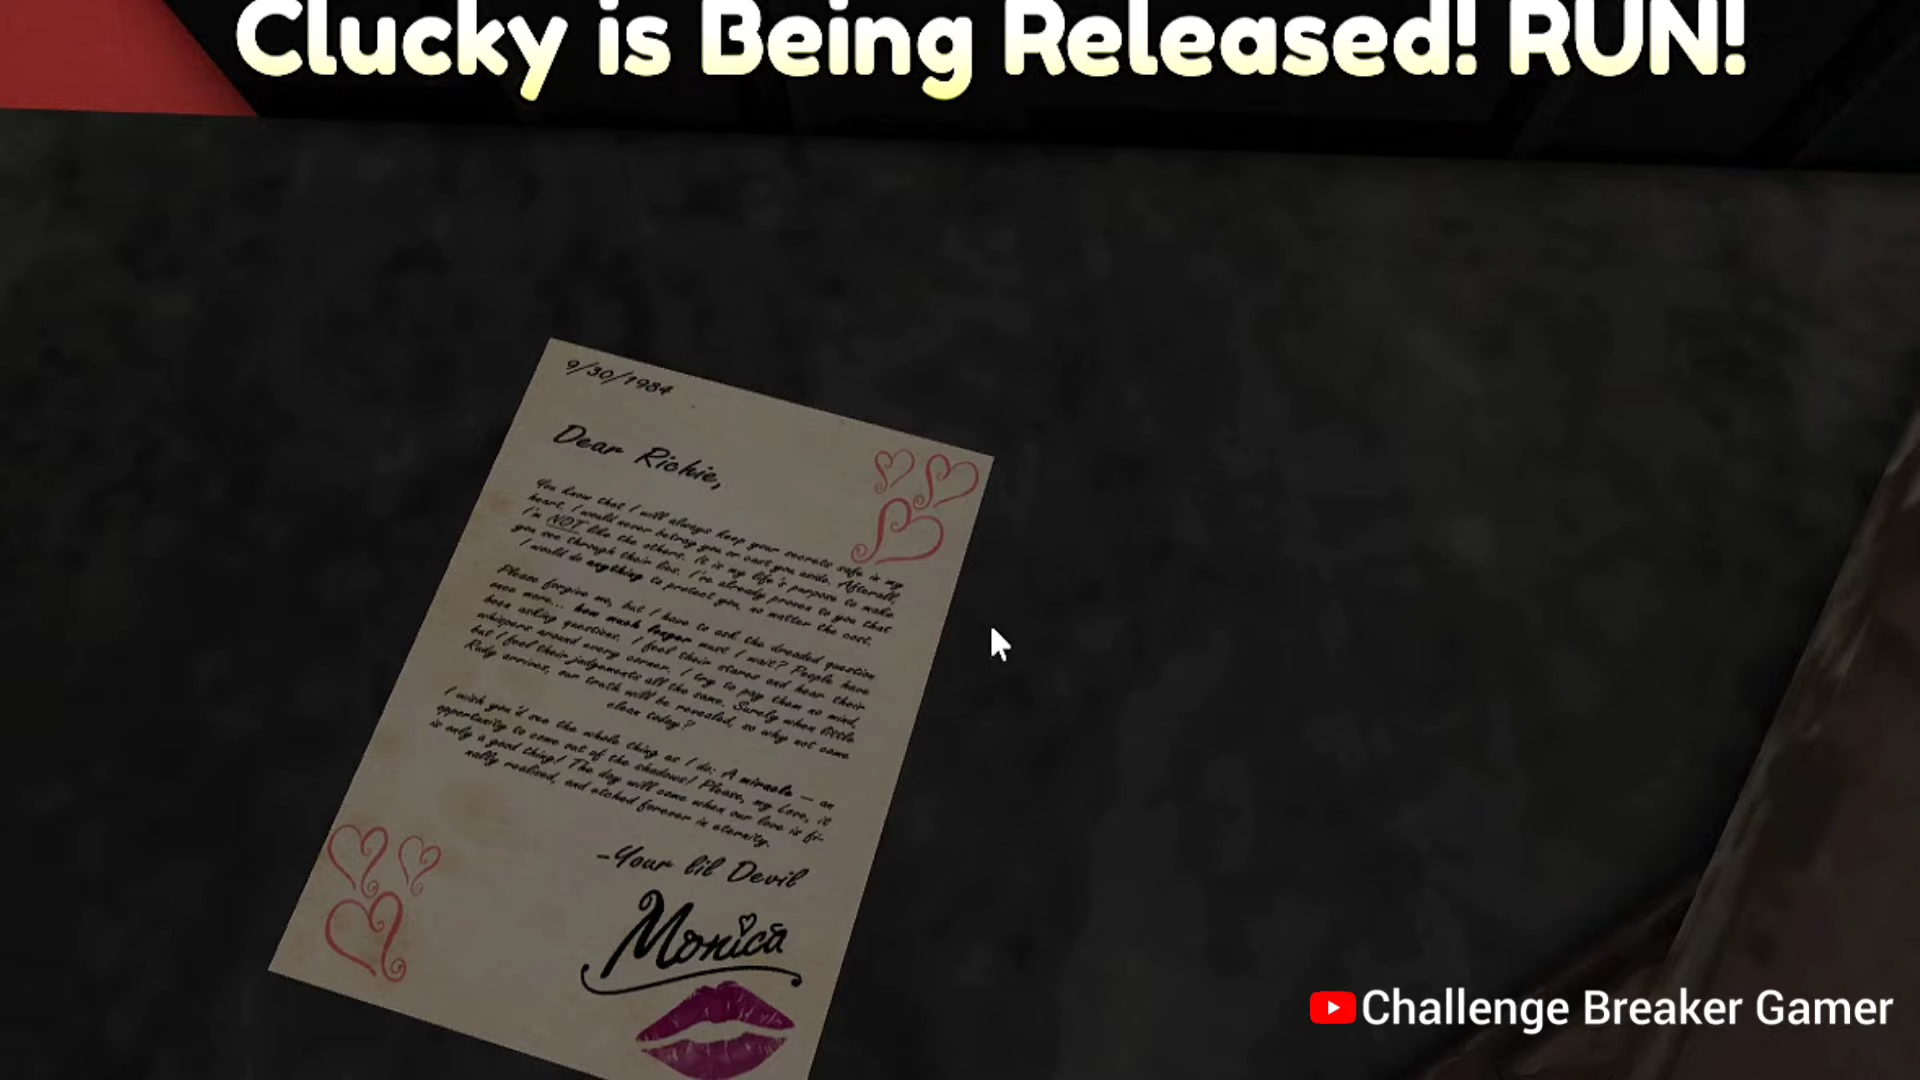 Clucky is Being Released! RUN!
9/30/1984
Dear Richie,
You know that I will always keep your secrets safe in my
heart. I would never betray you or cast you aside. Afterall,
I'm NOT like the others. It is my life's purpose to make
you see through their lies. I've already proven to you that
I would do anything to protect you, no matter the cost.
Please forgive me, but I have to ask the dreaded question
once more... how much longer must I wait? People have
been asking questions. I feel their stares and hear their
whispers around every corner. I try to pay them no mind,
but I feel their judgements all the same. Surely when little
Rudy arrives, our truth will be revealed, so why not come
clean today?
I wish you'd see the whole thing as I do: A miracle — an
opportunity to come out of the shadows! Please, my Love, it
is only a good thing! The day will come when our love is fi-
nally realized, and etched forever in eternity.
-Your lil Devil
Monica
Challenge Breaker Gamer